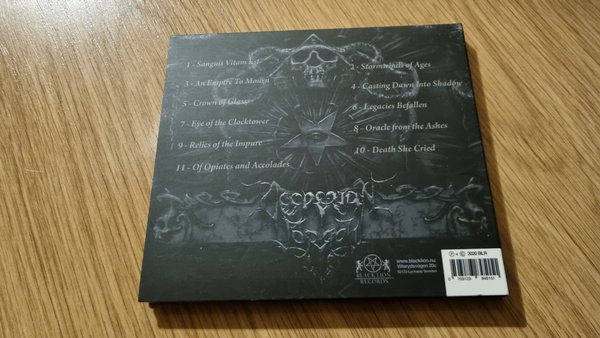 1 - Sanguis Vitam Est
2 - Stormwinds of Ages
3 - An Empire To Mourn
4 - Casting Dawn Into Shadow
5 - Crown of Glass
6 - Legacies Befallen
7 - Eye of the Clocktower
8 - Oracle from the Ashes
9 - Relics of the Impure
10 - Death She Cried
11 - Of Opiates and Accolades
BLACKLION
RECORDS
www.blacklion.nu
Ⓟ + © 2020 BLR